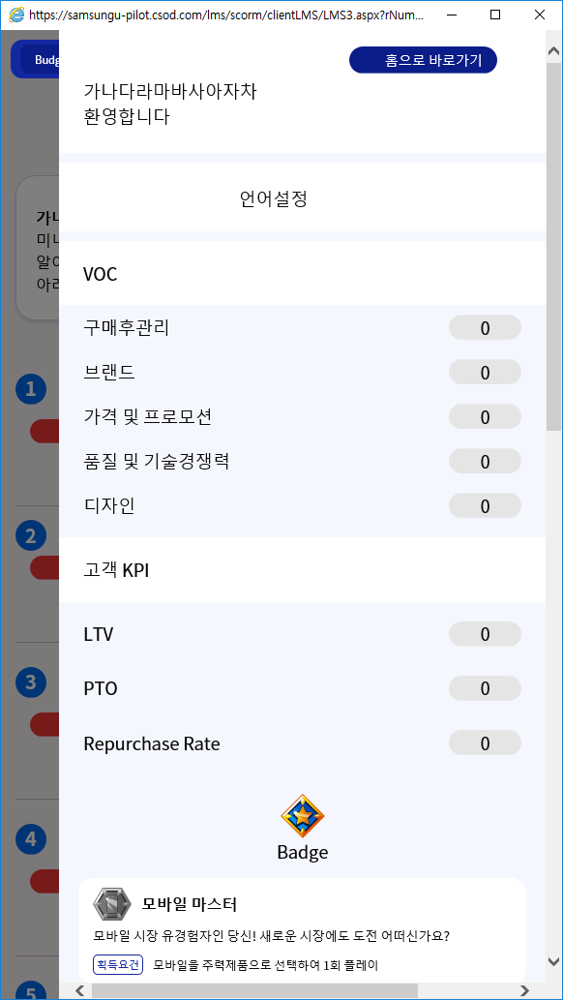 https://samsungu-pilot.csod.com/lms/scorm/clientLMS/LMS3.aspx?rNum...
홈으로 바로가기
가나다라마바사아자차
환영합니다
언어설정
VOC
구매후관리 0
브랜드 0
가격 및 프로모션 0
품질 및 기술경쟁력 0
디자인 0
고객 KPI
LTV 0
PTO 0
Repurchase Rate 0
Badge
모바일 마스터
모바일 시장 유경험자인 당신! 새로운 시장에도 도전 어떠신가요?
획득요건 모바일을 주력제품으로 선택하여 1회 플레이
Budg
가나
미니
알아
아래
1
2
3
4
5